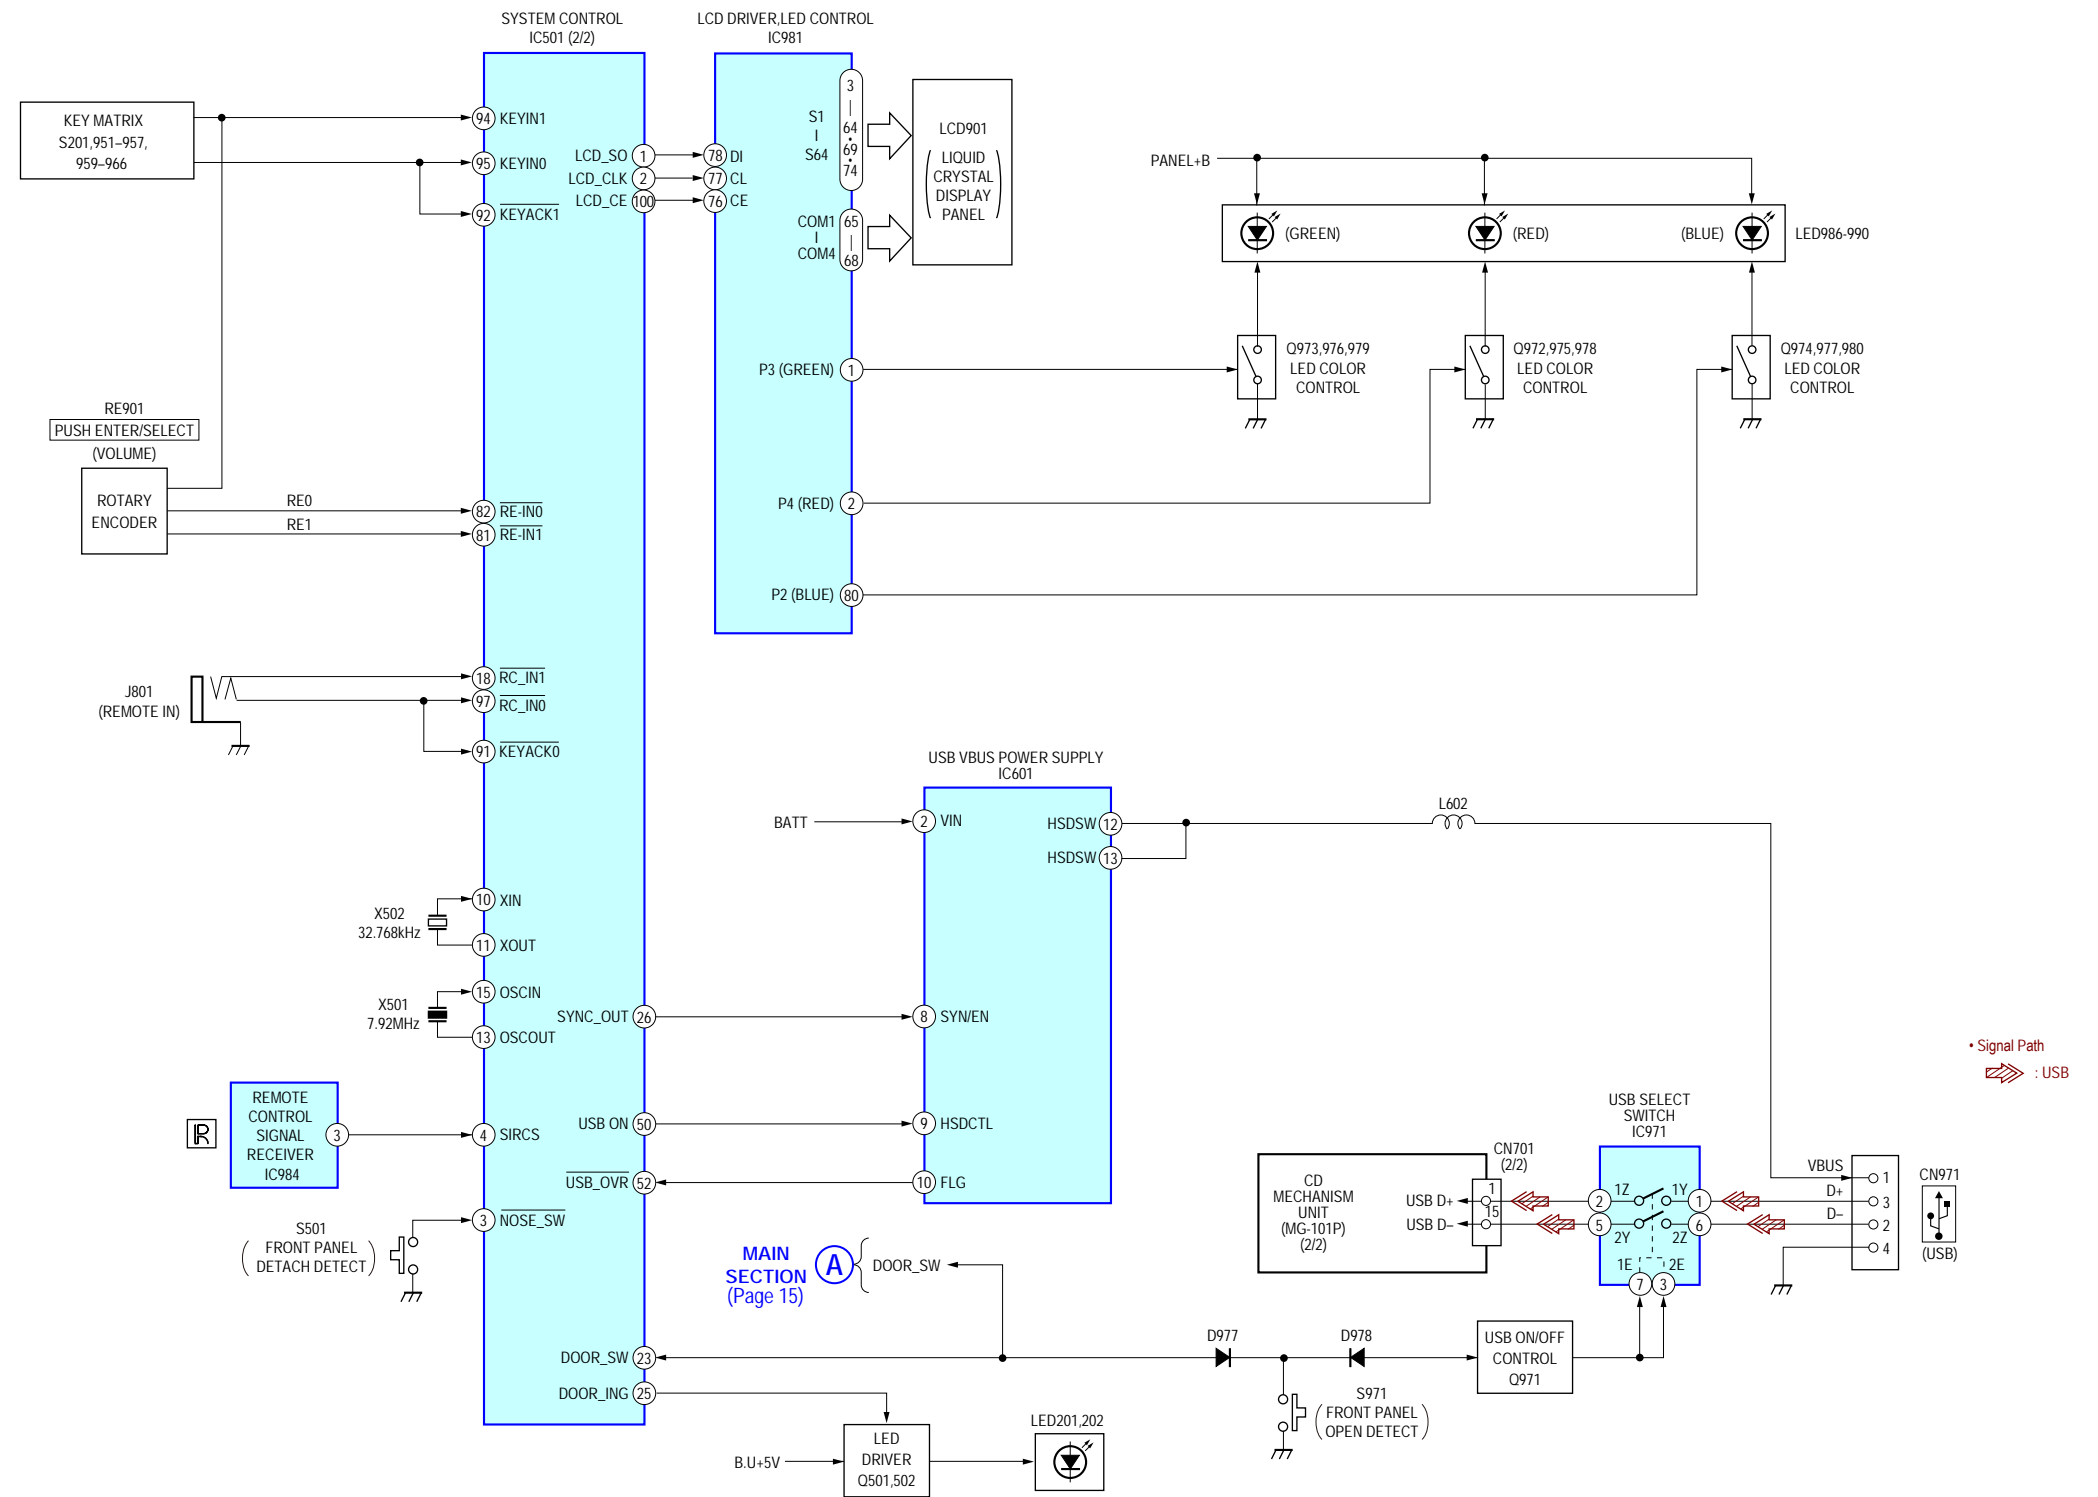 SYSTEM CONTROL
IC501 (2/2)
LCD DRIVER,LED CONTROL
IC981
KEY MATRIX
S201,951–957,
959–966
94 KEYIN1
95 KEYIN0
92 KEYACK1
LCD_SO 1
LCD_CLK 2
LCD_CE 100
78 DI
77 CL
76 CE
S1
|
S64
3
|
64
•
69
•
74
COM1
|
COM4
65
|
68
LCD901
(LIQUID
CRYSTAL
DISPLAY
PANEL)
PANEL+B
(GREEN)
(RED)
(BLUE)
LED986-990
Q973,976,979
LED COLOR
CONTROL
Q972,975,978
LED COLOR
CONTROL
Q974,977,980
LED COLOR
CONTROL
P3 (GREEN) 1
P4 (RED) 2
P2 (BLUE) 80
RE901
PUSH ENTER/SELECT
(VOLUME)
ROTARY
ENCODER
RE0
RE1
82 RE-IN0
81 RE-IN1
J801
(REMOTE IN)
18 RC_IN1
97 RC_IN0
91 KEYACK0
USB VBUS POWER SUPPLY
IC601
BATT
2 VIN
HSDSW 12
HSDSW 13
L602
X502
32.768kHz
10 XIN
11 XOUT
X501
7.92MHz
15 OSCIN
13 OSCOUT
SYNC_OUT 26
8 SYN/EN
USB ON 50
9 HSDCTL
USB_OVR 52
10 FLG
R
REMOTE
CONTROL
SIGNAL
RECEIVER
IC984
3
4 SIRCS
3 NOSE_SW
S501
(FRONT PANEL
DETACH DETECT)
• Signal Path
: USB
USB SELECT
SWITCH
IC971
CN701
(2/2)
CD
MECHANISM
UNIT
(MG-101P)
(2/2)
USB D+
USB D–
1
15
2 1Z
1Y 1
5 2Y
2Z 6
1E
2E
7
3
VBUS
D+
D–
1
3
2
4
CN971
(USB)
MAIN
SECTION
(Page 15)
A
DOOR_SW
DOOR_SW 23
DOOR_ING 25
D977
D978
USB ON/OFF
CONTROL
Q971
S971
(FRONT PANEL
OPEN DETECT)
B.U+5V
LED
DRIVER
Q501,502
LED201,202